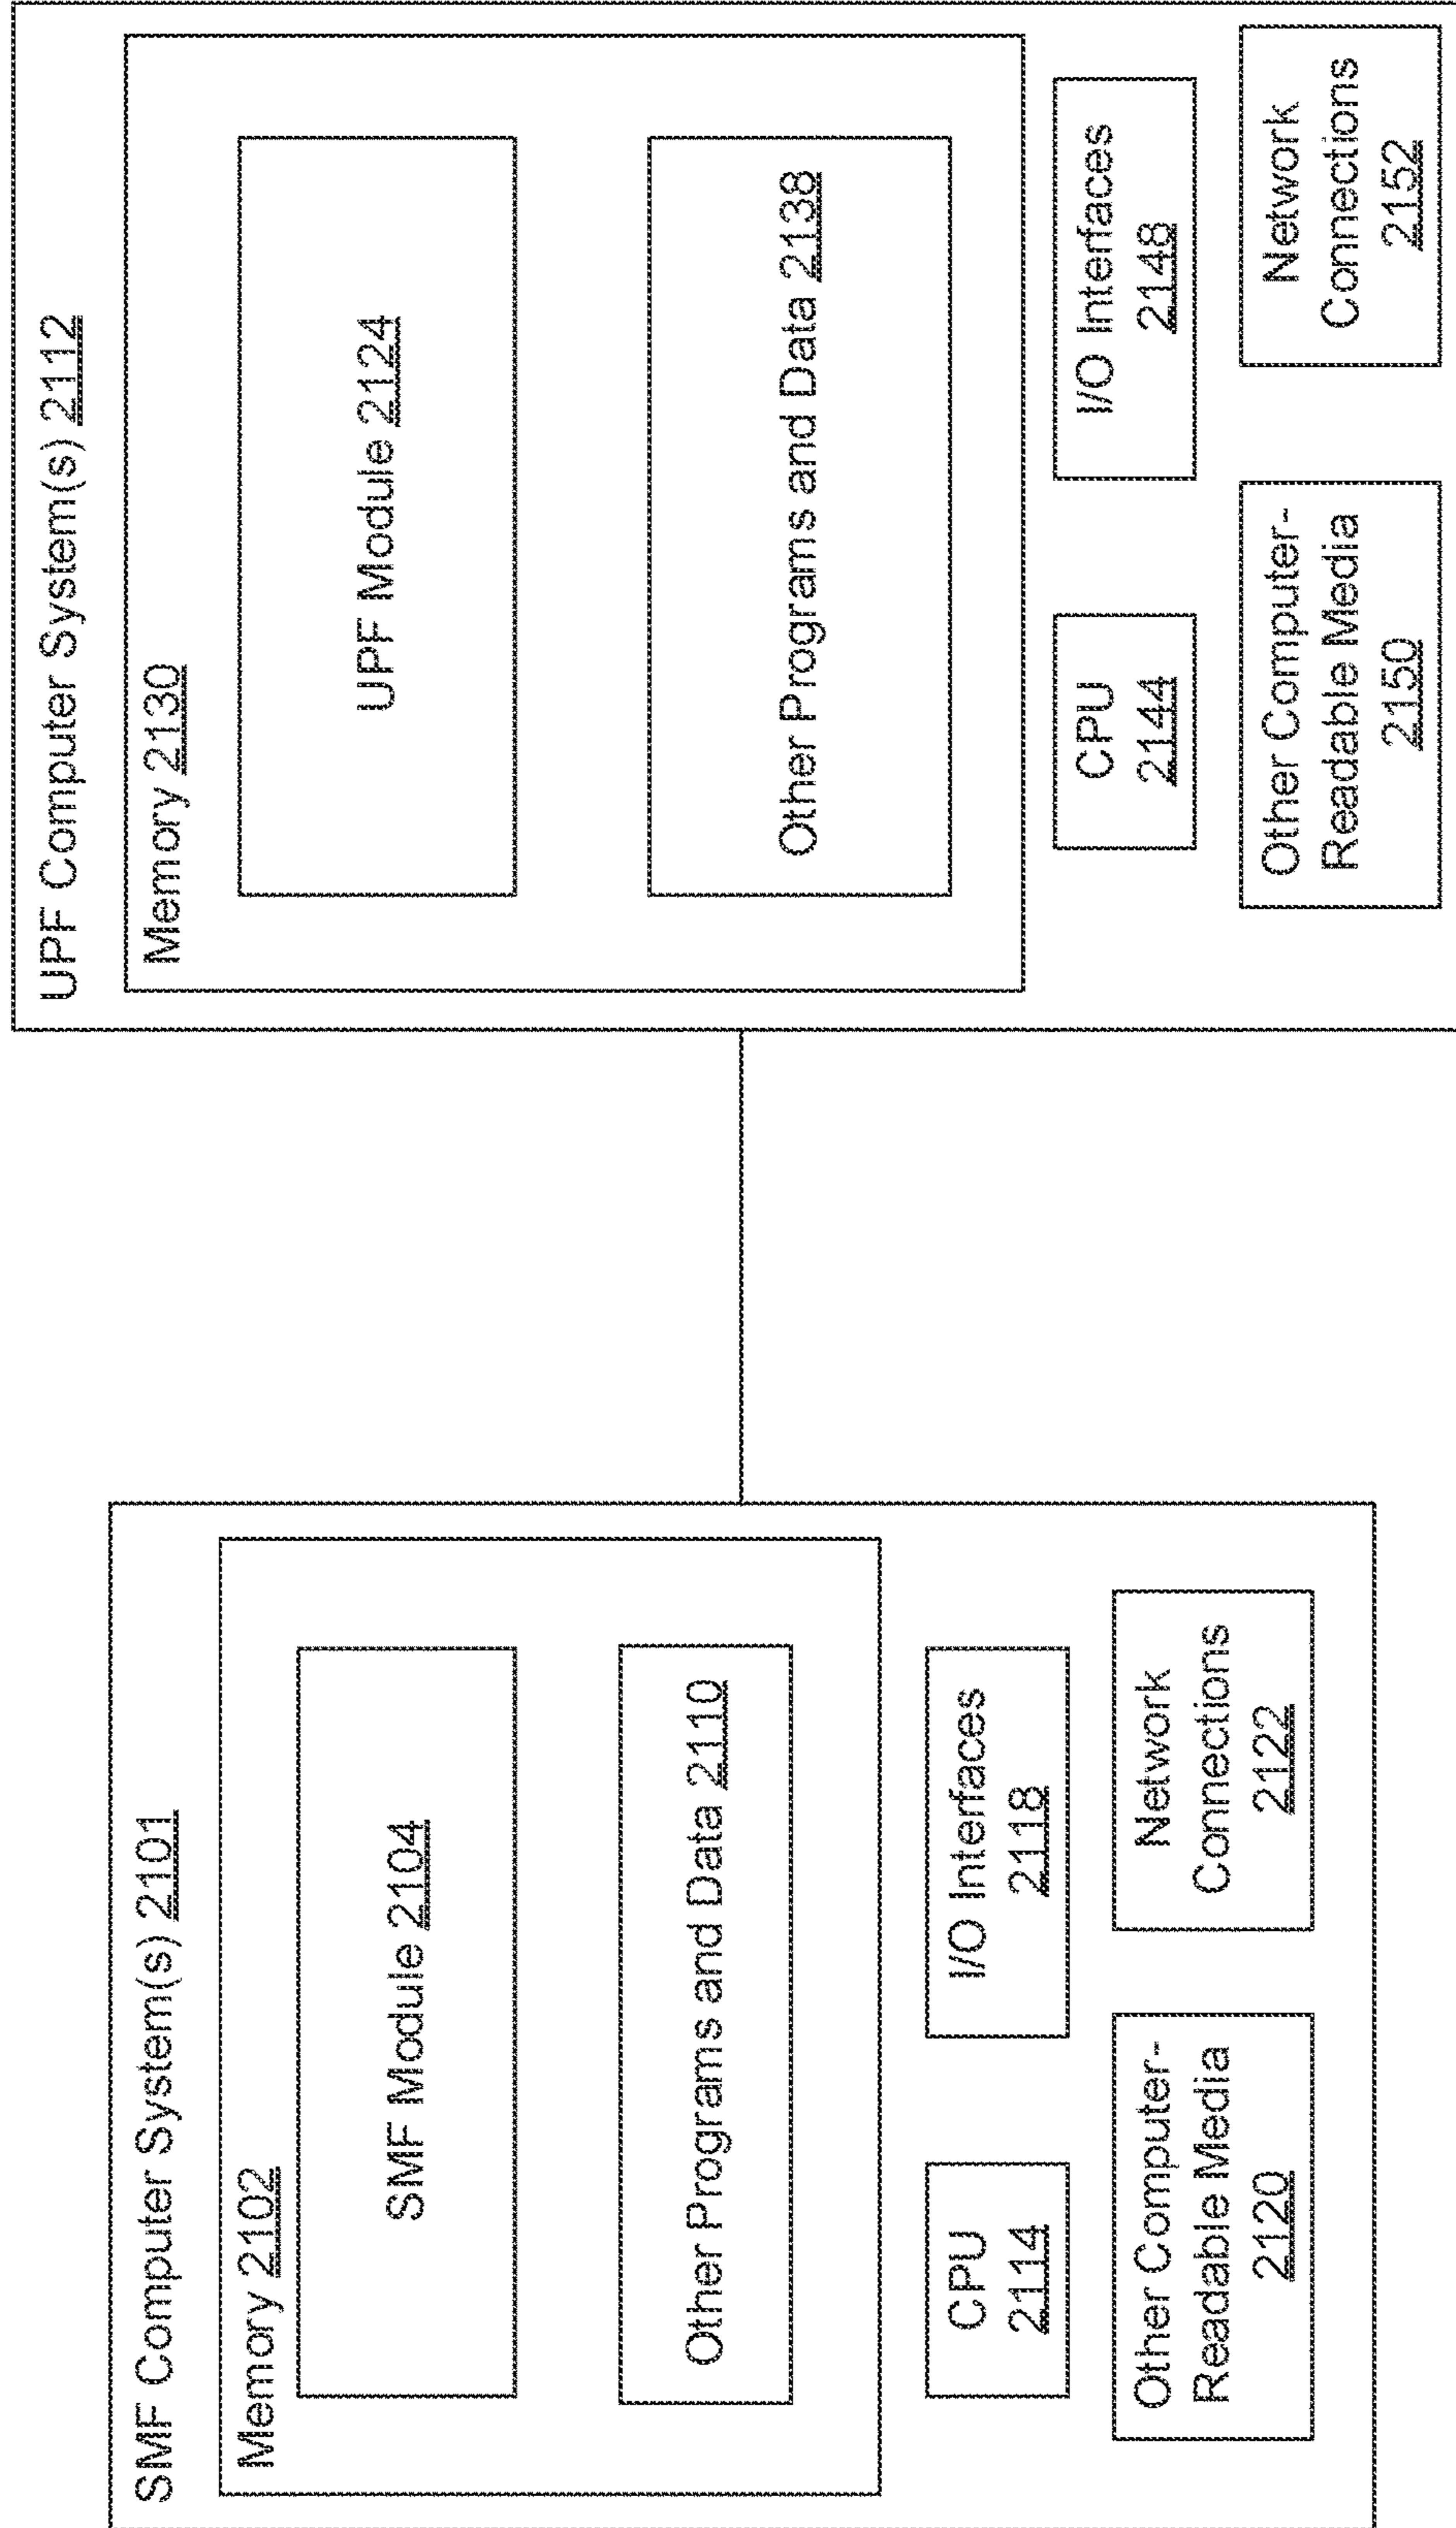 SMF Computer System(s) 2101
Memory 2102
SMF Module 2104
Other Programs and Data 2110
CPU
2114
I/O Interfaces
2118
Other Computer-
Readable Media
2120
Network
Connections
2122
UPF Computer System(s) 2112
Memory 2130
UPF Module 2124
Other Programs and Data 2138
CPU
2144
I/O Interfaces
2148
Other Computer-
Readable Media
2150
Network
Connections
2152